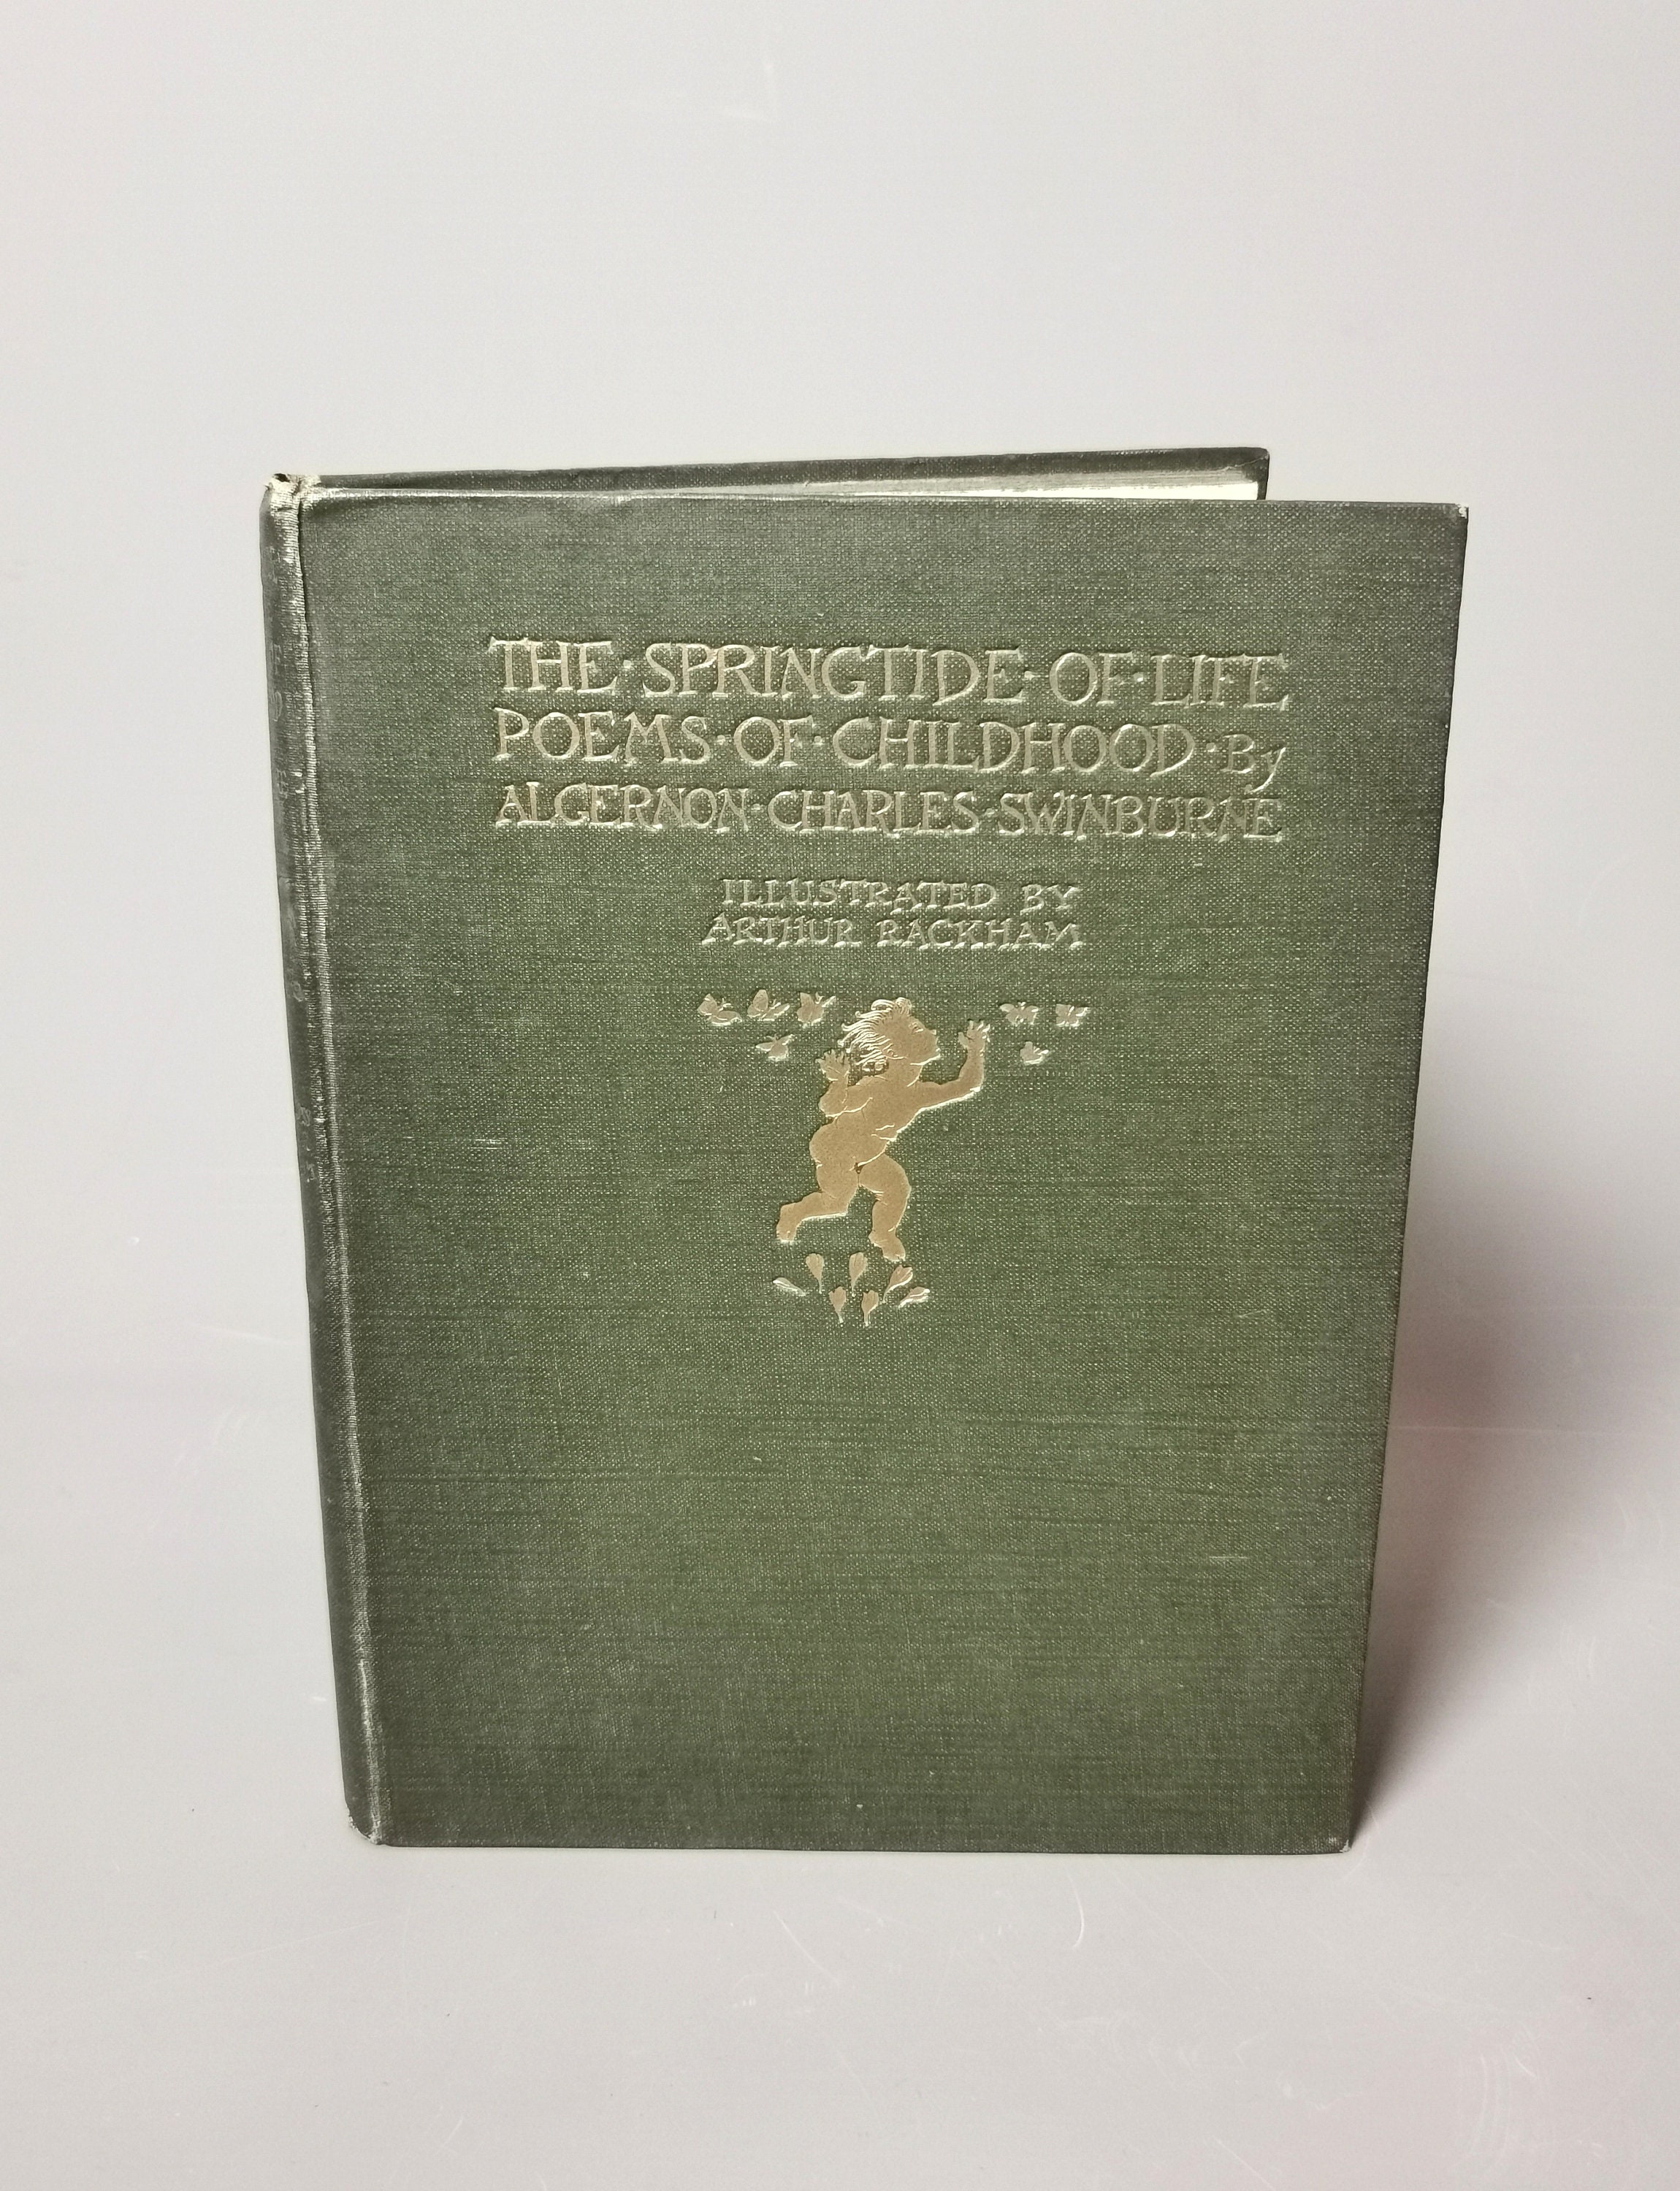 THE·SPRINGTIDE·OF·LIFE
POEMS·OF·CHILDHOOD·By
ALGERNON·CHARLES·SWINBURNE
ILLUSTRATED BY
ARTHUR RACKHAM